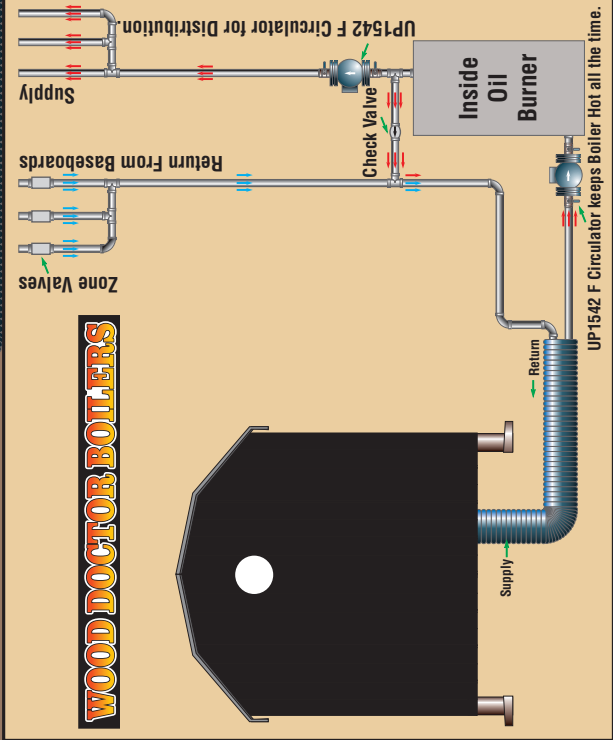 Supply
UP1542 F Circulator for Distribution.
Return From Baseboards
Zone Valves
Check Valve
Inside
Oil
Burner
WOOD DOCTOR BOILERS
Return
Supply
UP1542 F Circulator keeps Boiler Hot all the time.